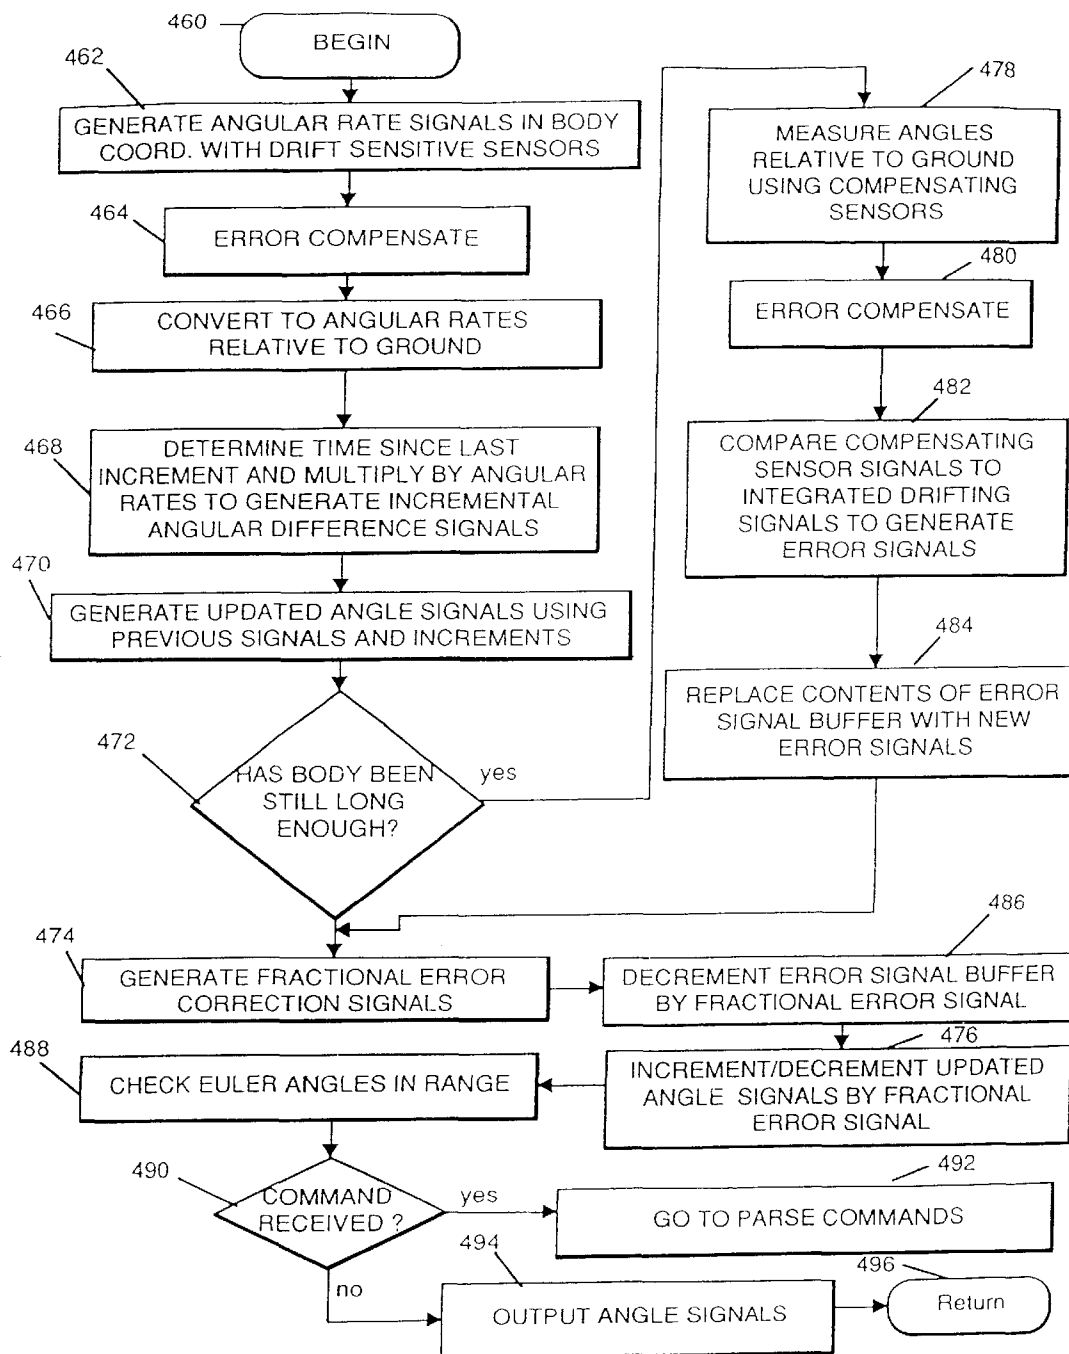 460
BEGIN
462
GENERATE ANGULAR RATE SIGNALS IN BODY
COORD. WITH DRIFT SENSITIVE SENSORS
464
ERROR COMPENSATE
466
CONVERT TO ANGULAR RATES
RELATIVE TO GROUND
468
DETERMINE TIME SINCE LAST
INCREMENT AND MULTIPLY BY ANGULAR
RATES TO GENERATE INCREMENTAL
ANGULAR DIFFERENCE SIGNALS
470
GENERATE UPDATED ANGLE SIGNALS USING
PREVIOUS SIGNALS AND INCREMENTS
472
HAS BODY BEEN
STILL LONG
ENOUGH?
yes
478
MEASURE ANGLES
RELATIVE TO GROUND
USING COMPENSATING
SENSORS
480
ERROR COMPENSATE
482
COMPARE COMPENSATING
SENSOR SIGNALS TO
INTEGRATED DRIFTING
SIGNALS TO GENERATE
ERROR SIGNALS
484
REPLACE CONTENTS OF ERROR
SIGNAL BUFFER WITH NEW
ERROR SIGNALS
474
GENERATE FRACTIONAL ERROR
CORRECTION SIGNALS
486
DECREMENT ERROR SIGNAL BUFFER
BY FRACTIONAL ERROR SIGNAL
476
INCREMENT/DECREMENT UPDATED
ANGLE SIGNALS BY FRACTIONAL
ERROR SIGNAL
488
CHECK EULER ANGLES IN RANGE
490
COMMAND
RECEIVED ?
yes
492
GO TO PARSE COMMANDS
no
494
OUTPUT ANGLE SIGNALS
496
Return